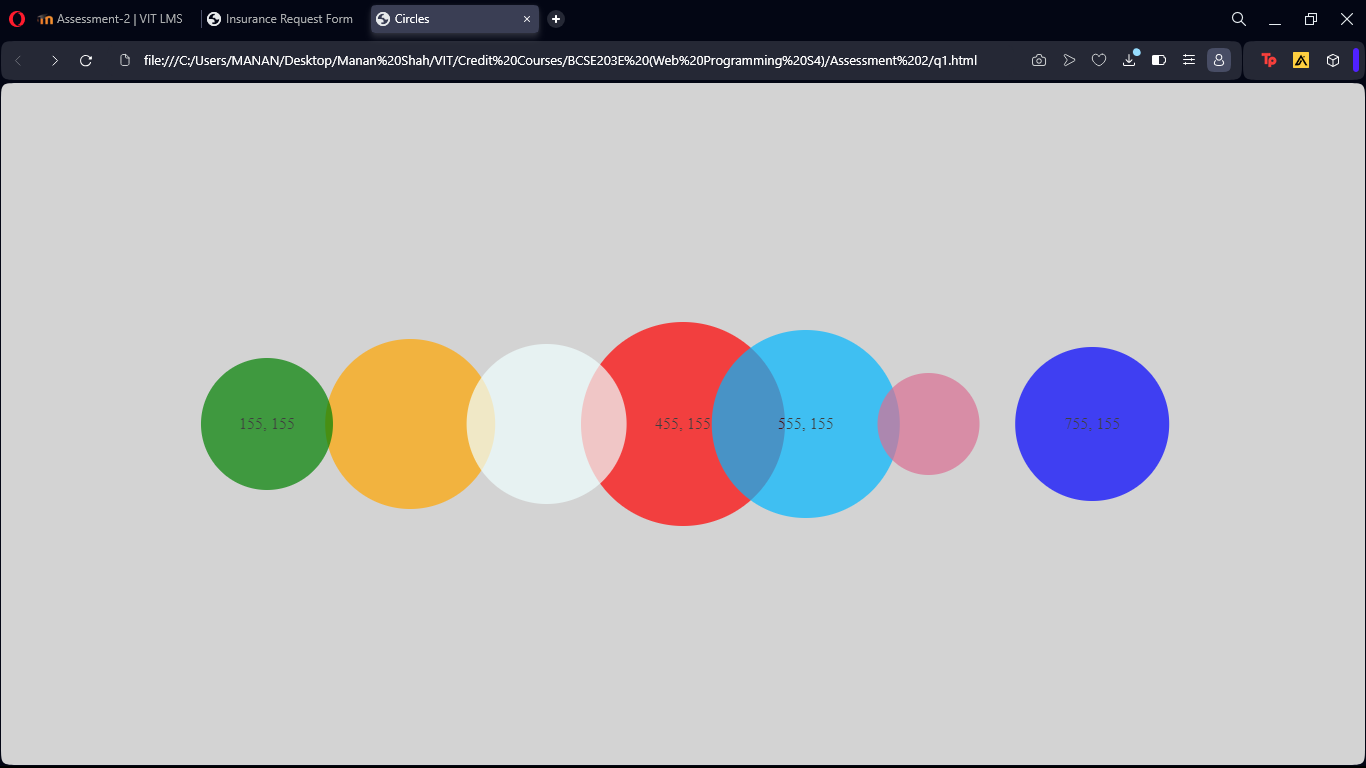 Assessment-2 | VIT LMS
Insurance Request Form
Circles
file:///C:/Users/MANAN/Desktop/Manan%20Shah/VIT/Credit%20Courses/BCSE203E%20(Web%20Programming%20S4)/Assessment%202/q1.html
Tp
155, 155
455, 155
555, 155
755, 155